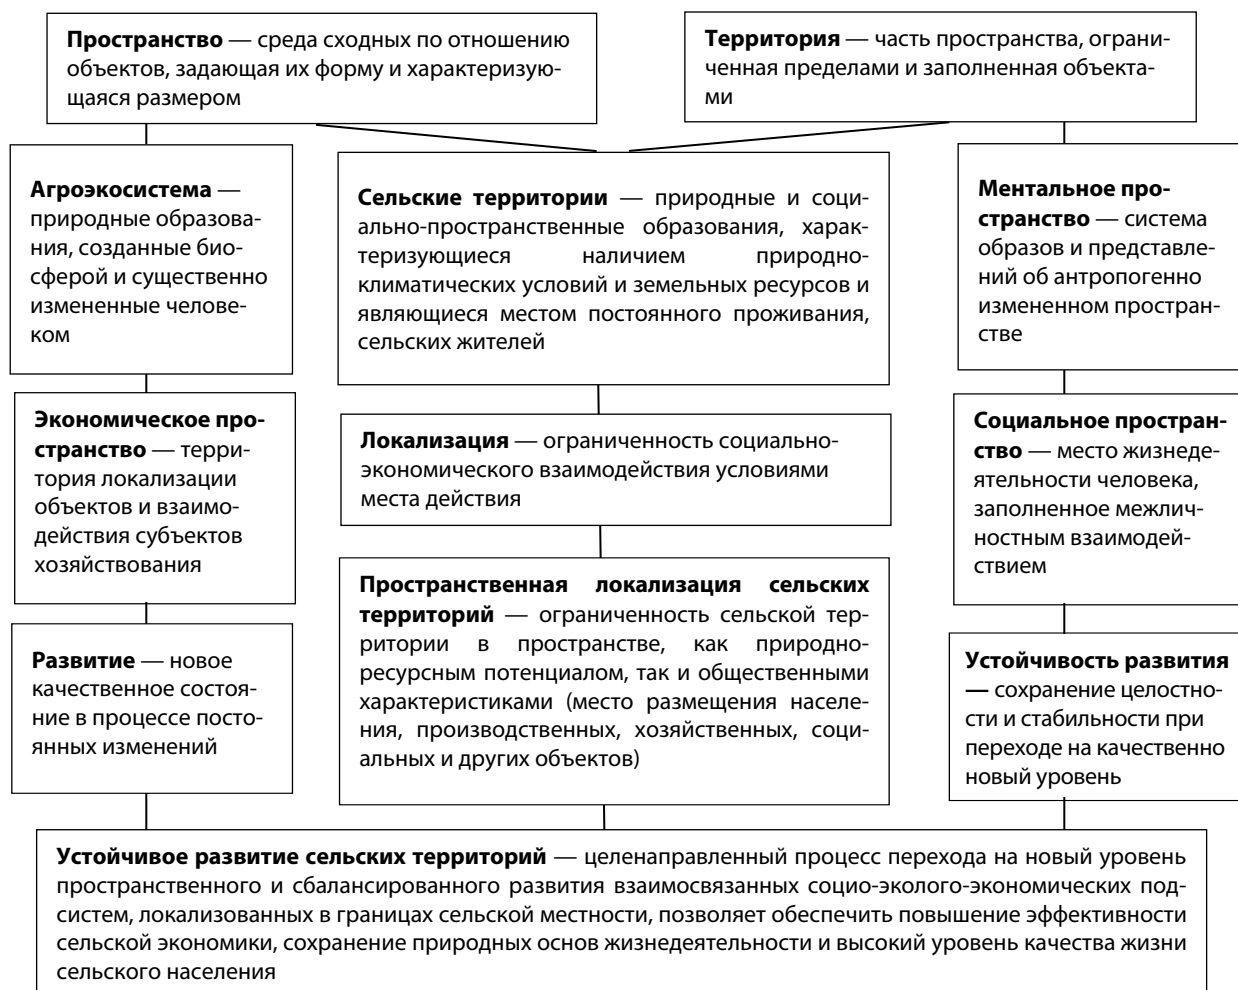 Пространство — среда сходных по отношению
объектов, задающая их форму и характеризую-
щаяся размером
Территория — часть пространства, ограни-
ченная пределами и заполненная объекта-
ми
Агроэкосистема —
природные образова-
ния, созданные био-
сферой и существенно
измененные челове-
ком
Сельские территории — природные и соци-
ально-пространственные образования, харак-
теризующиеся наличием природно-
климатических условий и земельных ресурсов и
являющиеся местом постоянного проживания,
сельских жителей
Ментальное про-
странство — система
образов и представле-
ний об антропогенно
измененном простран-
стве
Экономическое про-
странство — терри-
тория локализации
объектов и взаимо-
действия субъектов
хозяйствования
Локализация — ограниченность социально-
экономического взаимодействия условиями
места действия
Социальное простран-
ство — место жизнеде-
ятельности человека,
заполненное межлич-
ностным взаимодей-
ствием
Развитие — новое
качественное состоя-
ние в процессе посто-
янных изменений
Пространственная локализация сельских
территорий — ограниченность сельской тер-
ритории в пространстве, как природно-
ресурсным потенциалом, так и общественными
характеристиками (место размещения населе-
ния, производственных, хозяйственных, соци-
альных и других объектов)
Устойчивость развития
— сохранение целостно-
сти и стабильности при
переходе на качественно
новый уровень
Устойчивое развитие сельских территорий — целенаправленный процесс перехода на новый уровень
пространственного и сбалансированного развития взаимосвязанных социо-эколого-экономических под-
систем, локализованных в границах сельской местности, позволяет обеспечить повышение эффективности
сельской экономики, сохранение природных основ жизнедеятельности и высокий уровень качества жизни
сельского населения